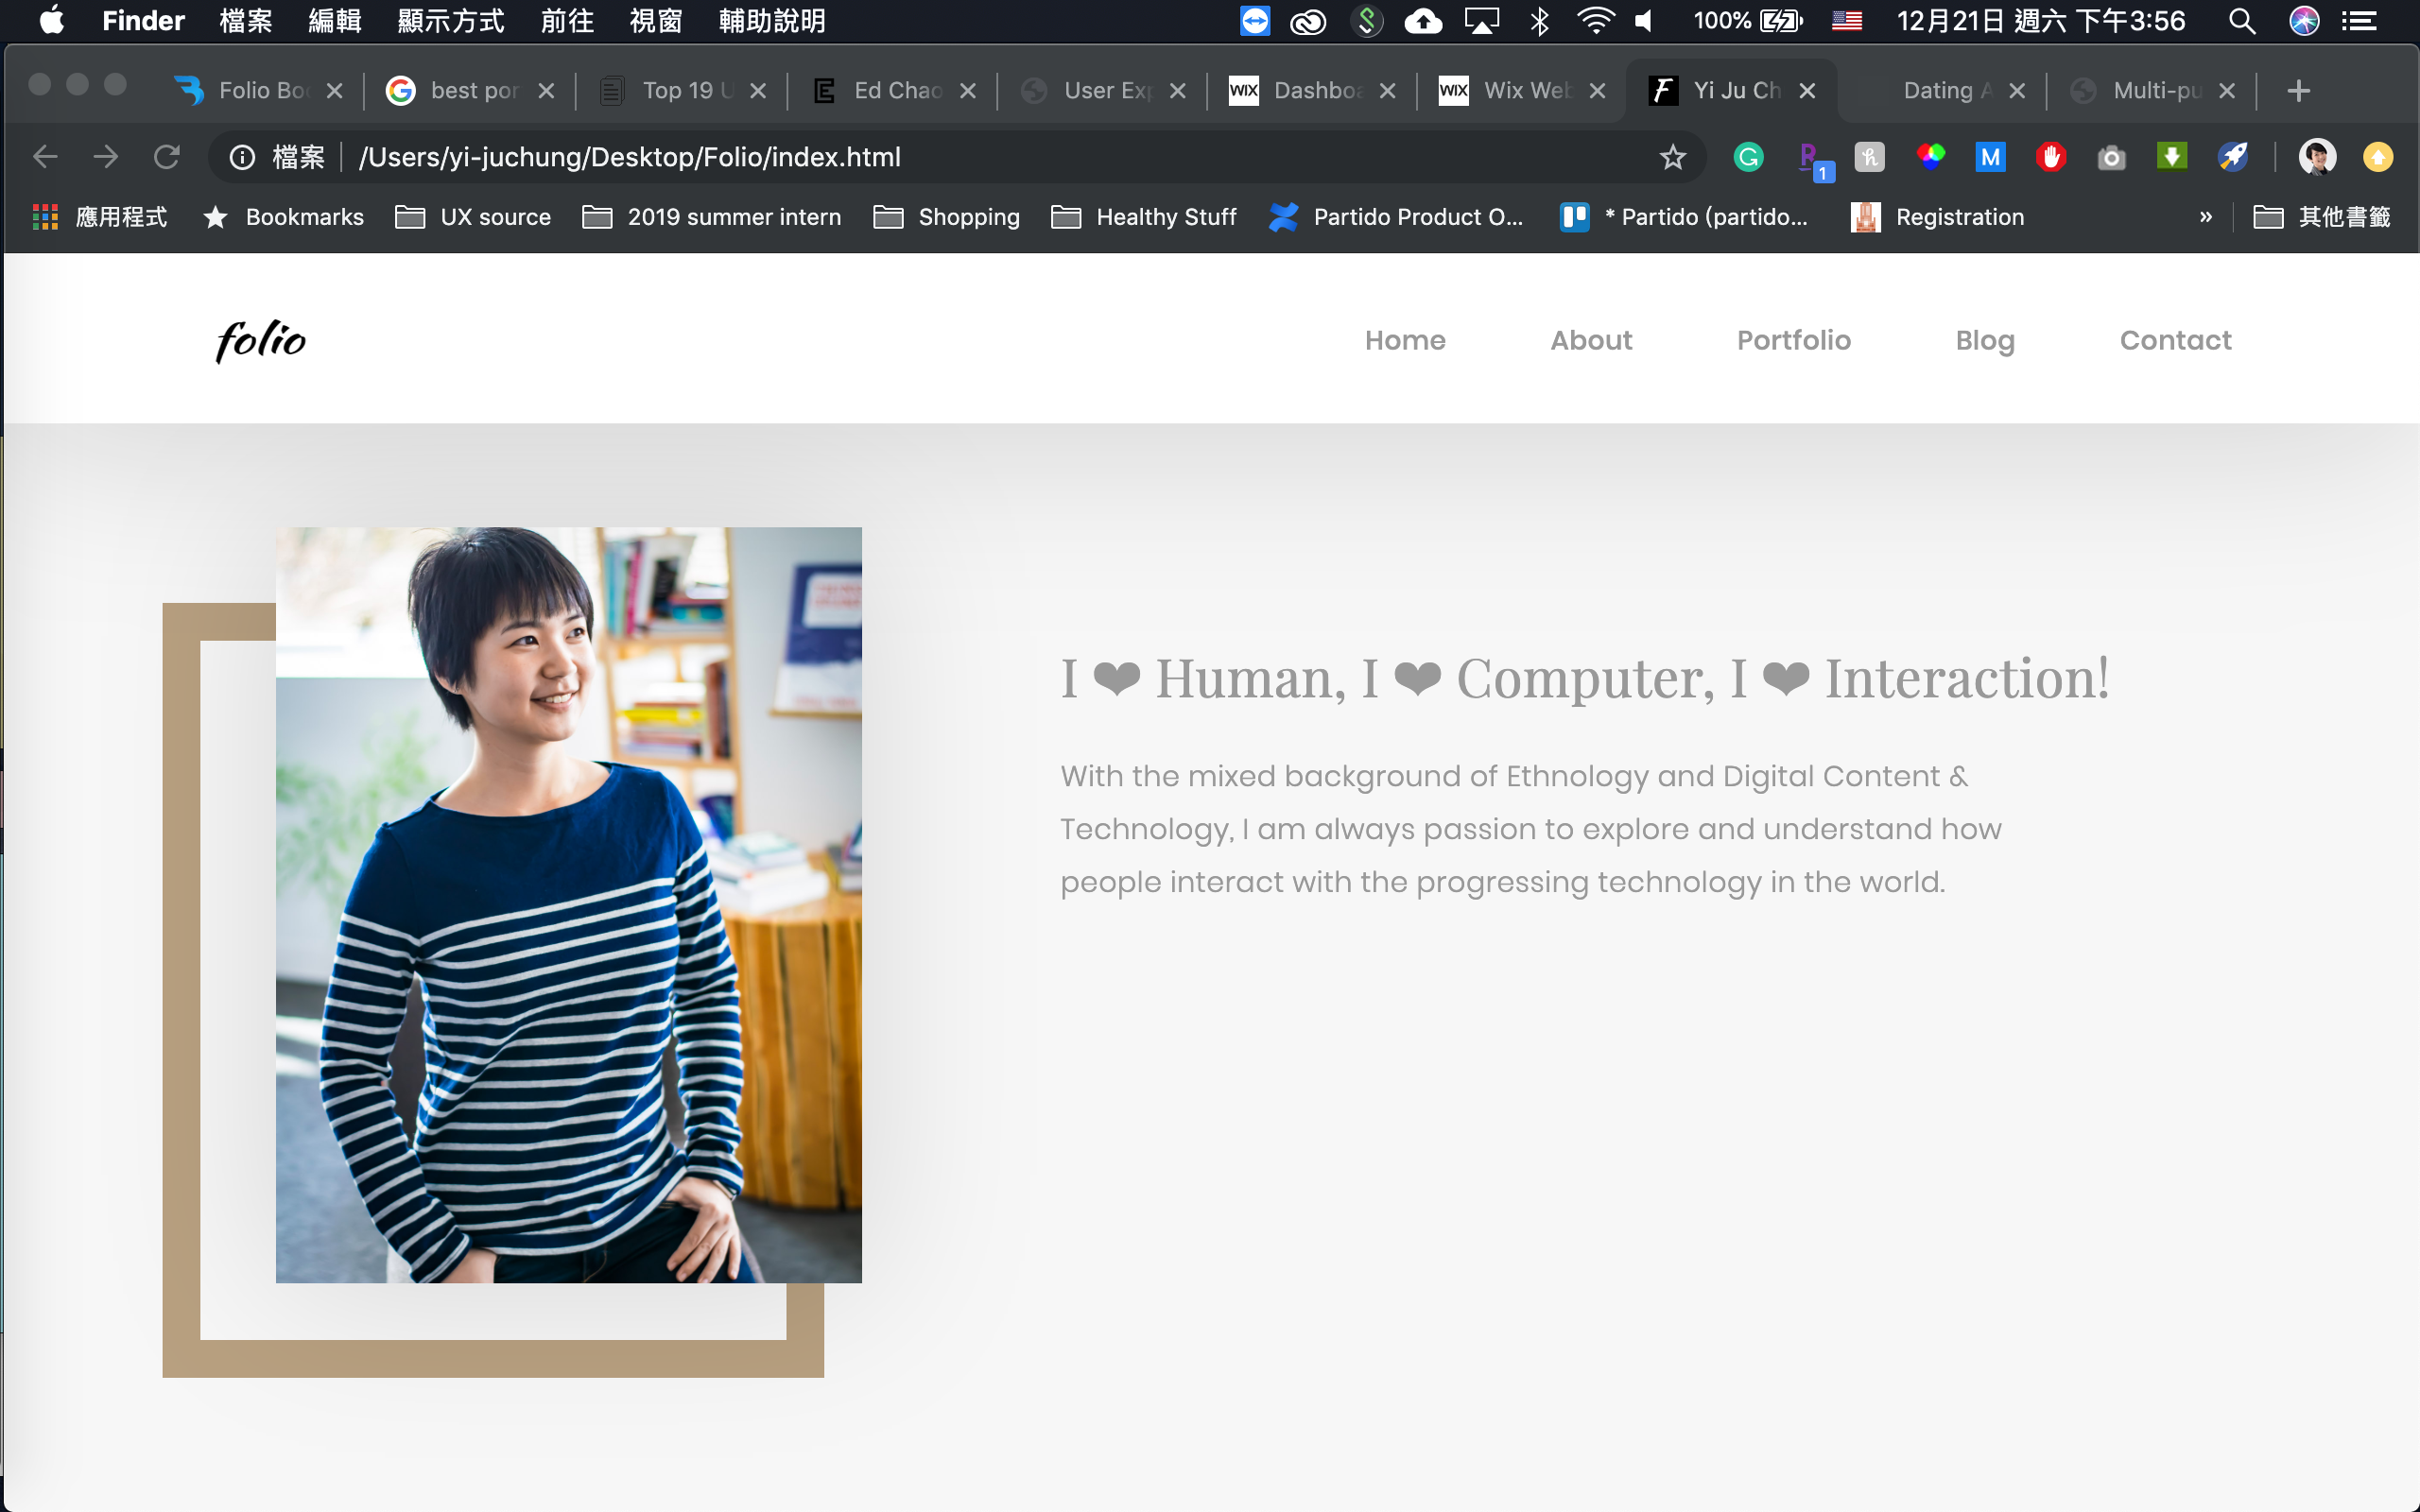 Finder 檔案 編輯 顯示方式 前往 視窗 輔助說明 100% 12月21日 週六 下午3:56
Folio Boo best por Top 19 U Ed Chao User Exp WIX Dashboa WIX Wix Web F Yi Ju Ch Dating A Multi-pu
檔案 /Users/yi-juchung/Desktop/Folio/index.html 1
應用程式 Bookmarks UX source 2019 summer intern Shopping Healthy Stuff Partido Product O... * Partido (partido... Registration » 其他書籤
folio Home About Portfolio Blog Contact
I ❤ Human, I ❤ Computer, I ❤ Interaction!
With the mixed background of Ethnology and Digital Content &
Technology, I am always passion to explore and understand how
people interact with the progressing technology in the world.